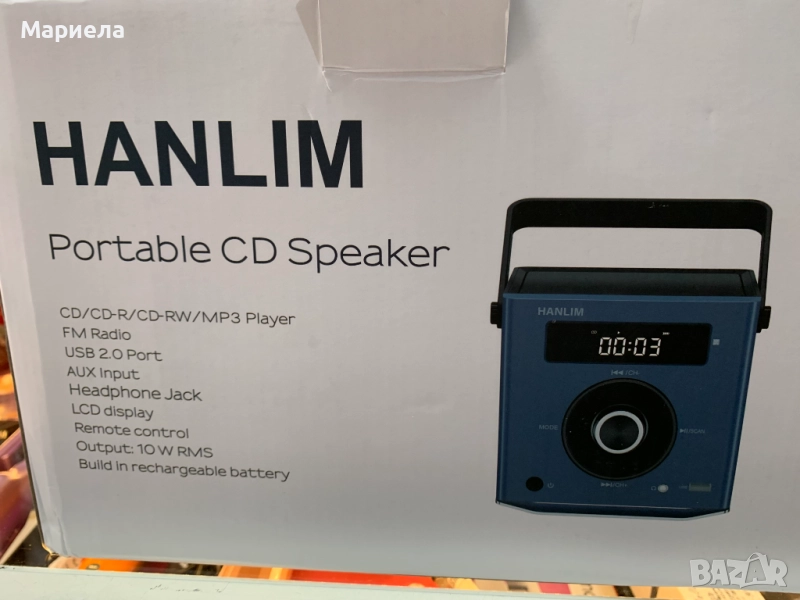 Мариела
HANLIM
Portable CD Speaker
CD/CD-R/CD-RW/MP3 Player
FM Radio
USB 2.0 Port
AUX Input
Headphone Jack
LCD display
Remote control
Output: 10 W RMS
Build in rechargeable battery
HANLIM
00:03
MODE
BAZAR